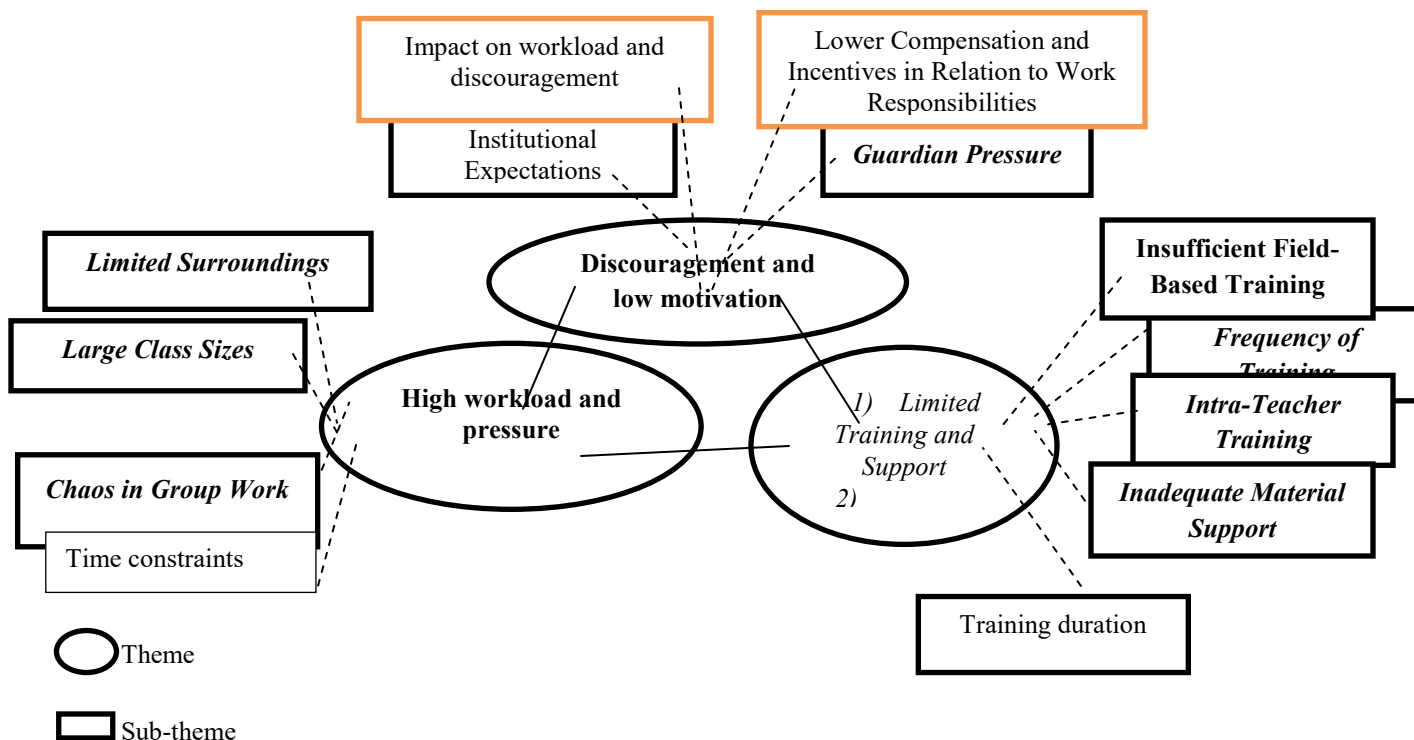 Impact on workload and
discouragement
Lower Compensation and
Incentives in Relation to Work
Responsibilities
Institutional
Expectations
Guardian Pressure
Limited Surroundings
Large Class Sizes
Chaos in Group Work
Time constraints
Discouragement and
low motivation
High workload and
pressure
1) Limited
Training and
Support
2)
Insufficient Field-
Based Training
Frequency of
Training
Intra-Teacher
Training
Inadequate Material
Support
Training duration
Theme
Sub-theme